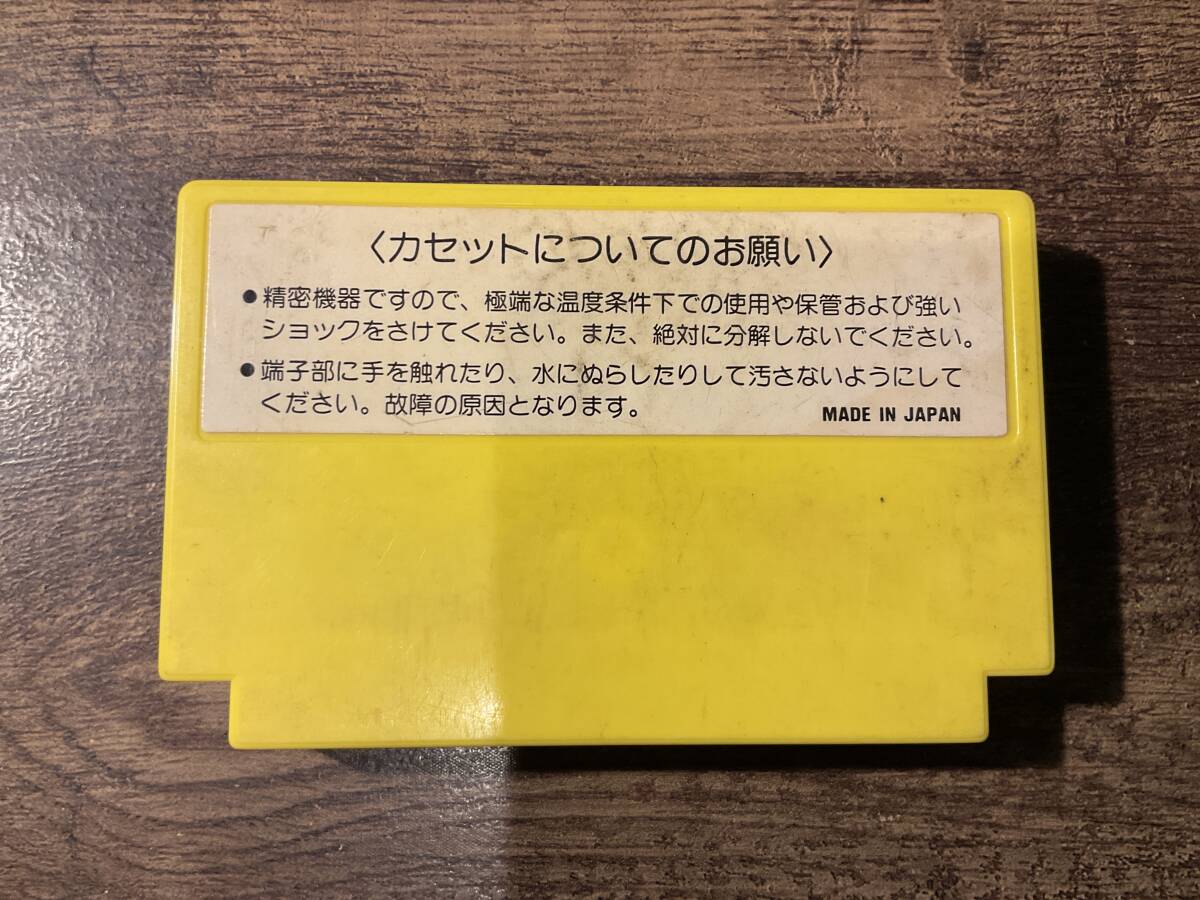 〈カセットについてのお願い〉
●精密機器ですので、極端な温度条件下での使用や保管および強い
ショックをさけてください。また、絶対に分解しないでください。
●端子部に手を触れたり、水にぬらしたりして汚さないようにして
ください。故障の原因となります。
MADE IN JAPAN